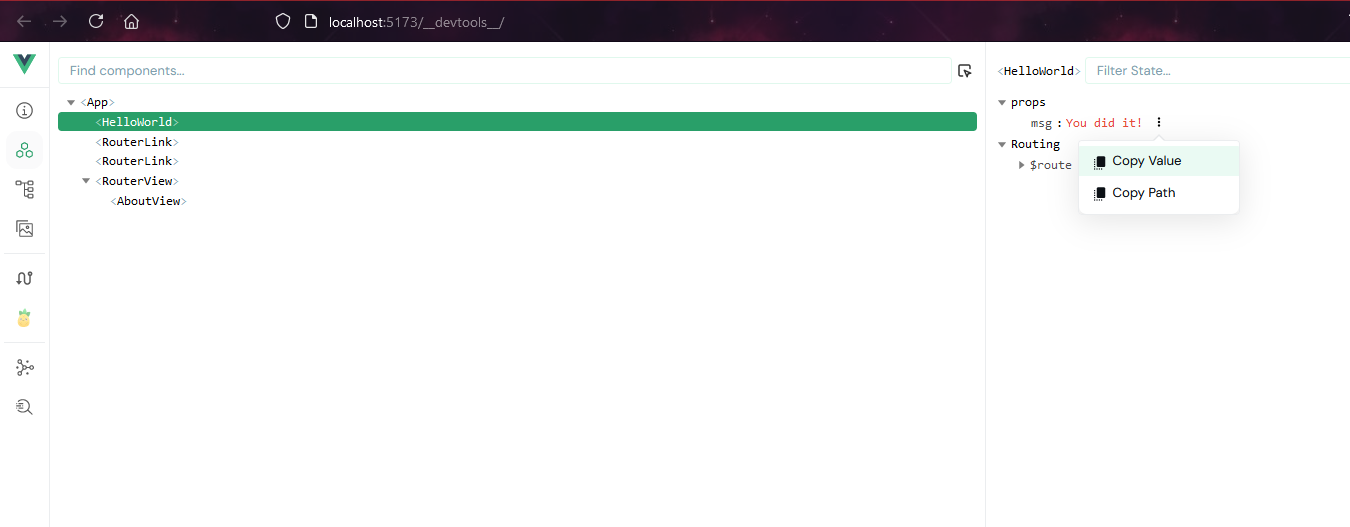 localhost:5173/__devtools__/
Find components...
<App>
<HelloWorld>
<RouterLink>
<RouterLink>
<RouterView>
<AboutView>
<HelloWorld> Filter State...
props
msg : You did it!
Routing
$route
Copy Value
Copy Path